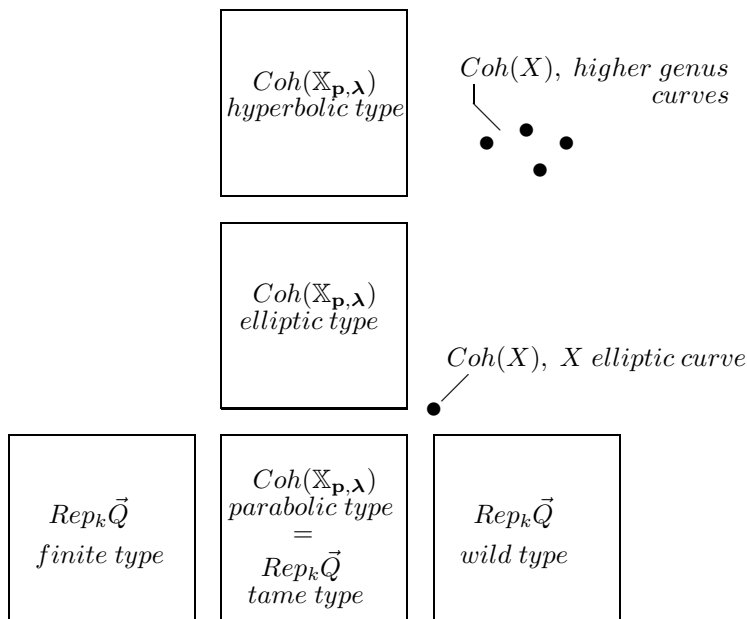 Coh(𝕏_{𝐩,𝛌})
hyperbolic type
Coh(X), higher genus
curves
Coh(𝕏_{𝐩,𝛌})
elliptic type
Coh(X), X elliptic curve
Rep_k Q⃗
finite type
Coh(𝕏_{𝐩,𝛌})
parabolic type
=
Rep_k Q⃗
tame type
Rep_k Q⃗
wild type